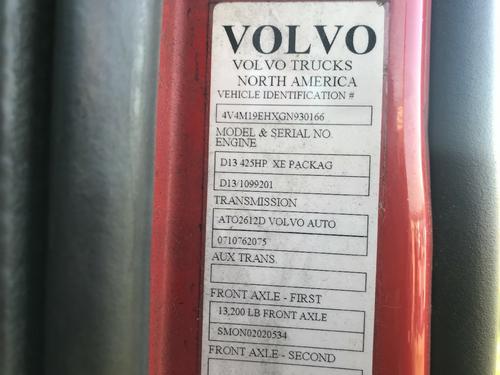 VOLVO
VOLVO TRUCKS
NORTH AMERICA
VEHICLE IDENTIFICATION #
4V4M19EHXGN930166
MODEL & SERIAL NO.
ENGINE
D13 425HP XE PACKAG
D13/1099201
TRANSMISSION
ATO2612D VOLVO AUTO
0710762075
AUX TRANS.
FRONT AXLE - FIRST
13,200 LB FRONT AXLE
SMON02020534
FRONT AXLE - SECOND